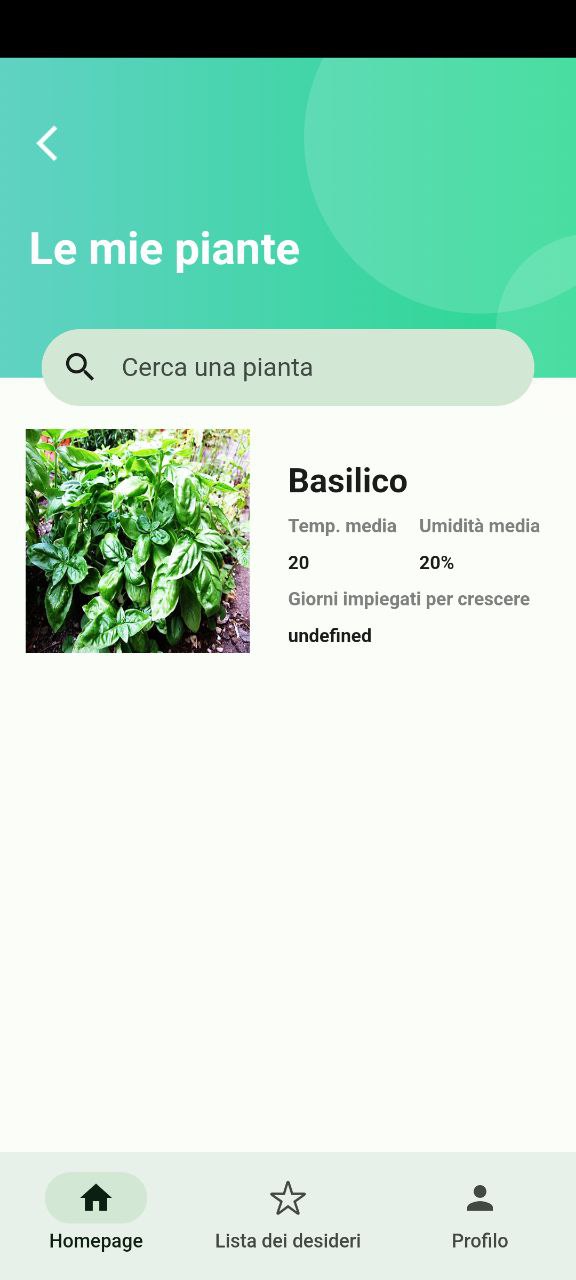 Le mie piante
Cerca una pianta
Basilico
Temp. media Umidità media
20 20%
Giorni impiegati per crescere
undefined
Homepage Lista dei desideri Profilo